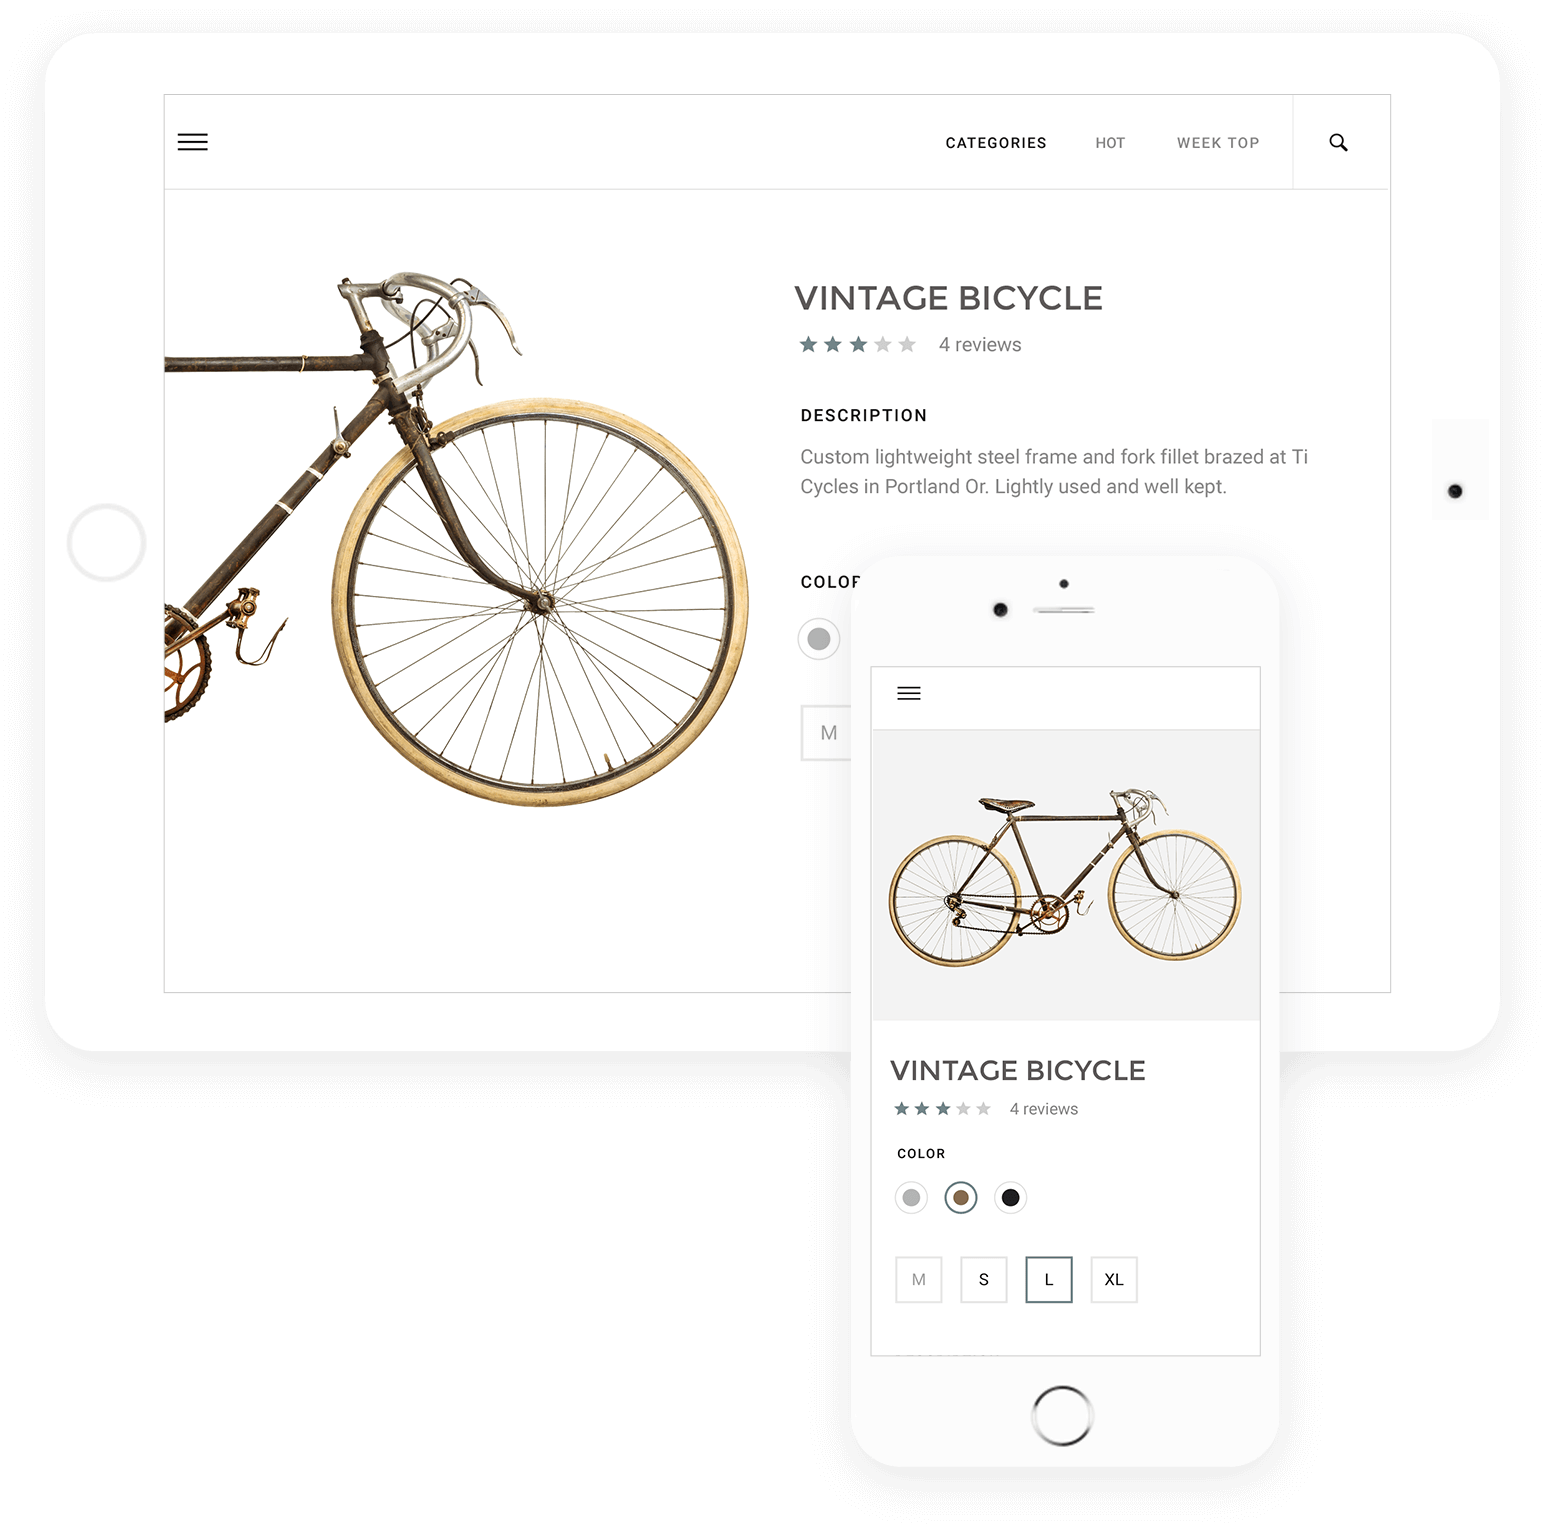 CATEGORIES HOT WEEK TOP
VINTAGE BICYCLE
4 reviews
DESCRIPTION
Custom lightweight steel frame and fork fillet brazed at Ti
Cycles in Portland Or. Lightly used and well kept.
COLOR
M
VINTAGE BICYCLE
4 reviews
COLOR
M S L XL